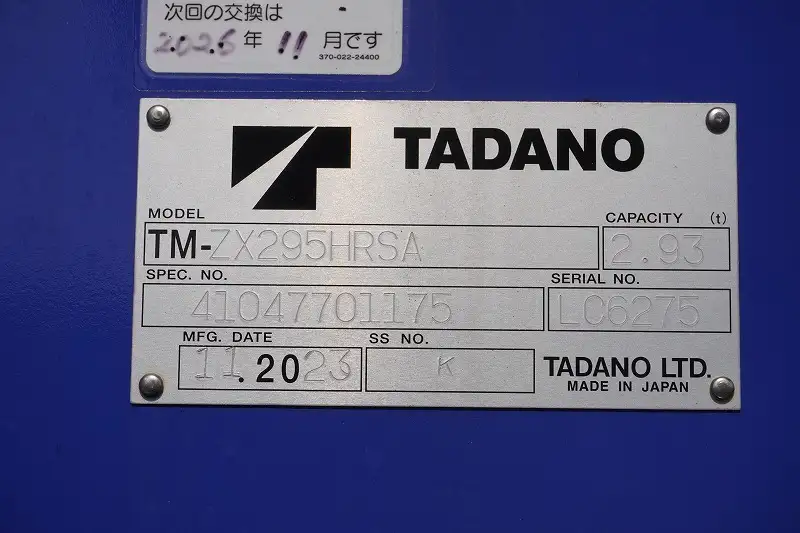 次回の交換は
2026年 11月です
370-022-24400
TADANO
MODEL
CAPACITY (t)
TM-ZX295HRSA
2.93
SPEC. NO.
SERIAL NO.
41047701175
LC6275
MFG. DATE
SS NO.
11.2023
K
TADANO LTD.
MADE IN JAPAN